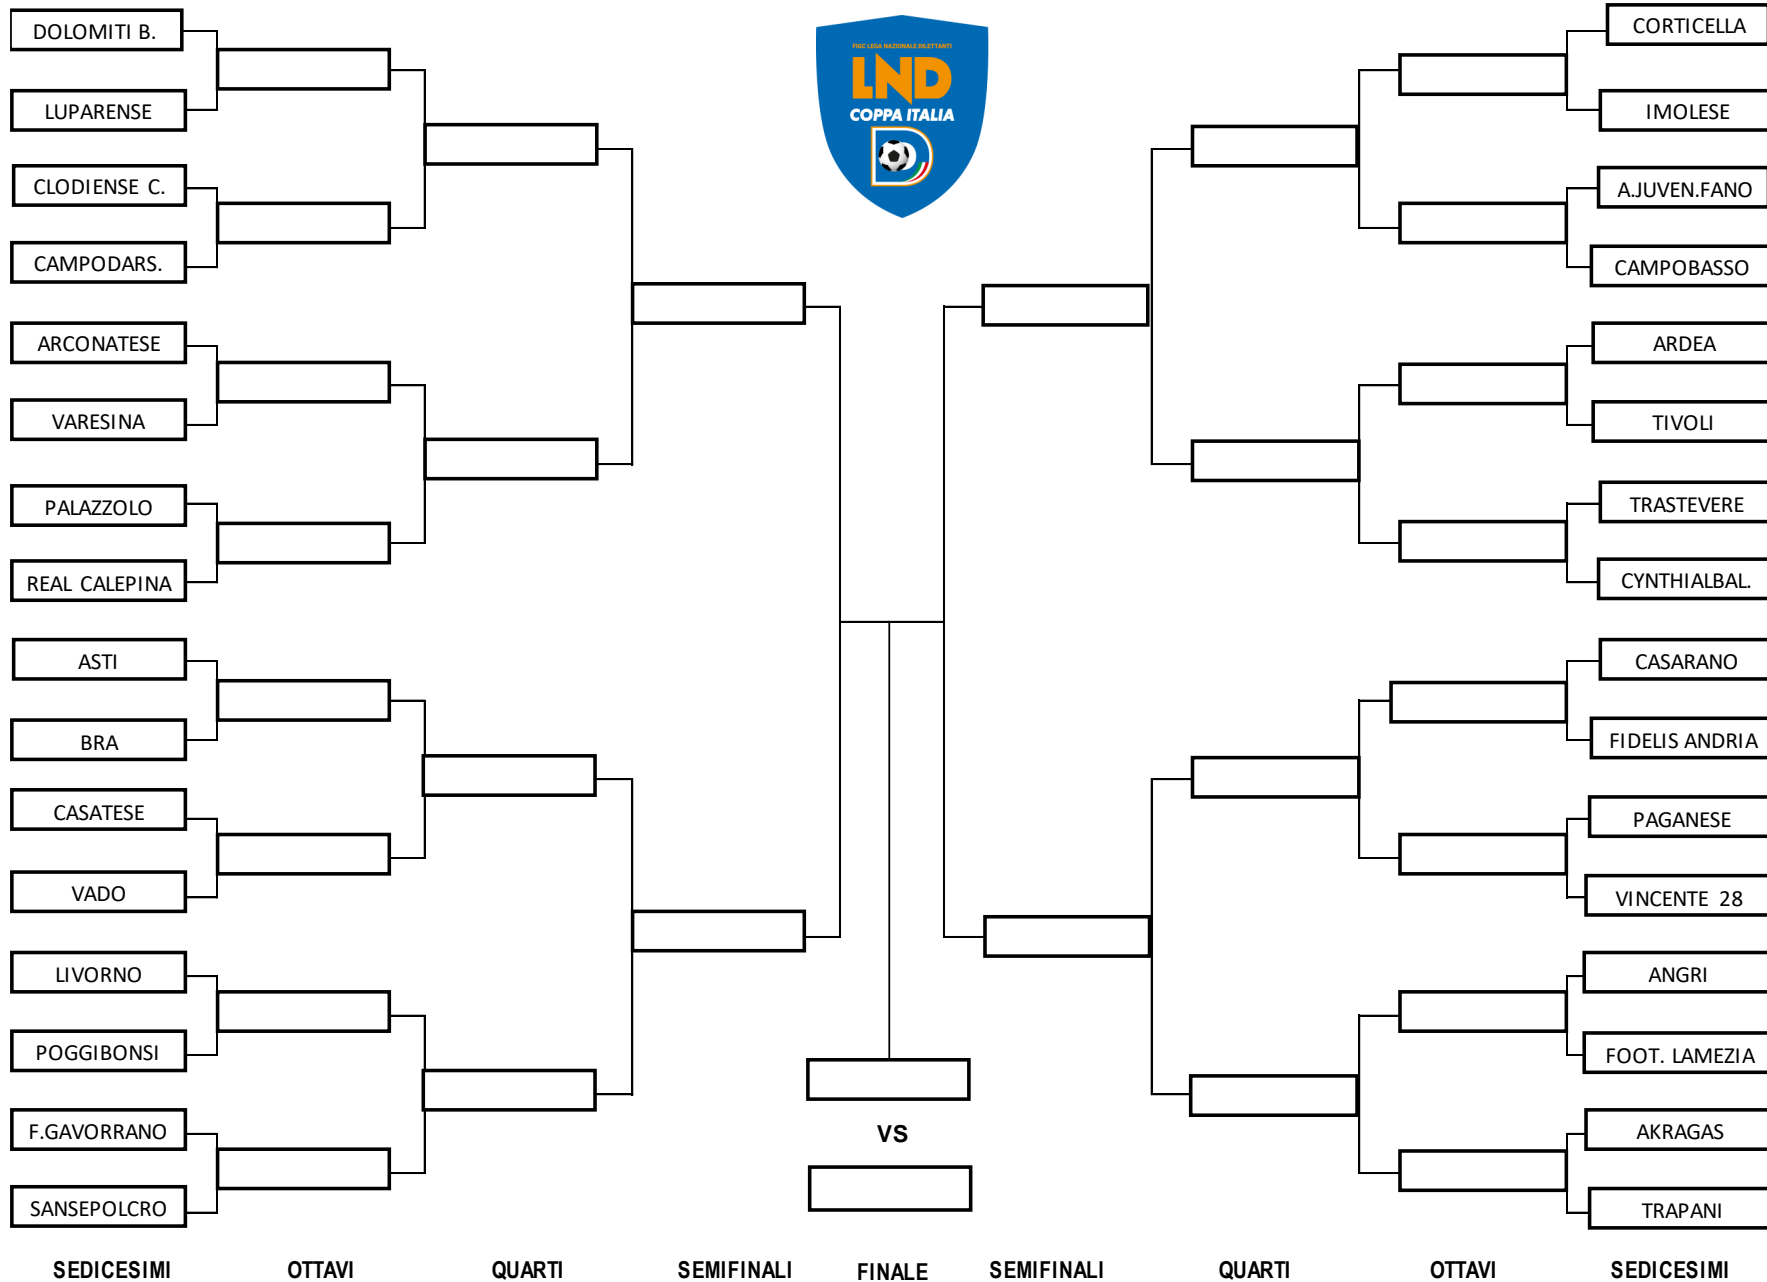 DOLOMITI B.
LUPARENSE
CLODIENSE C.
CAMPODARS.
ARCONATESE
VARESINA
PALAZZOLO
REAL CALEPINA
ASTI
BRA
CASATESE
VADO
LIVORNO
POGGIBONSI
F.GAVORRANO
SANSEPOLCRO
FIGC LEGA NAZIONALE DILETTANTI
LND
COPPA ITALIA
D
VS
CORTICELLA
IMOLESE
A.JUVEN.FANO
CAMPOBASSO
ARDEA
TIVOLI
TRASTEVERE
CYNTHIALBAL.
CASARANO
FIDELIS ANDRIA
PAGANESE
VINCENTE 28
ANGRI
FOOT. LAMEZIA
AKRAGAS
TRAPANI
SEDICESIMI OTTAVI QUARTI SEMIFINALI FINALE SEMIFINALI QUARTI OTTAVI SEDICESIMI